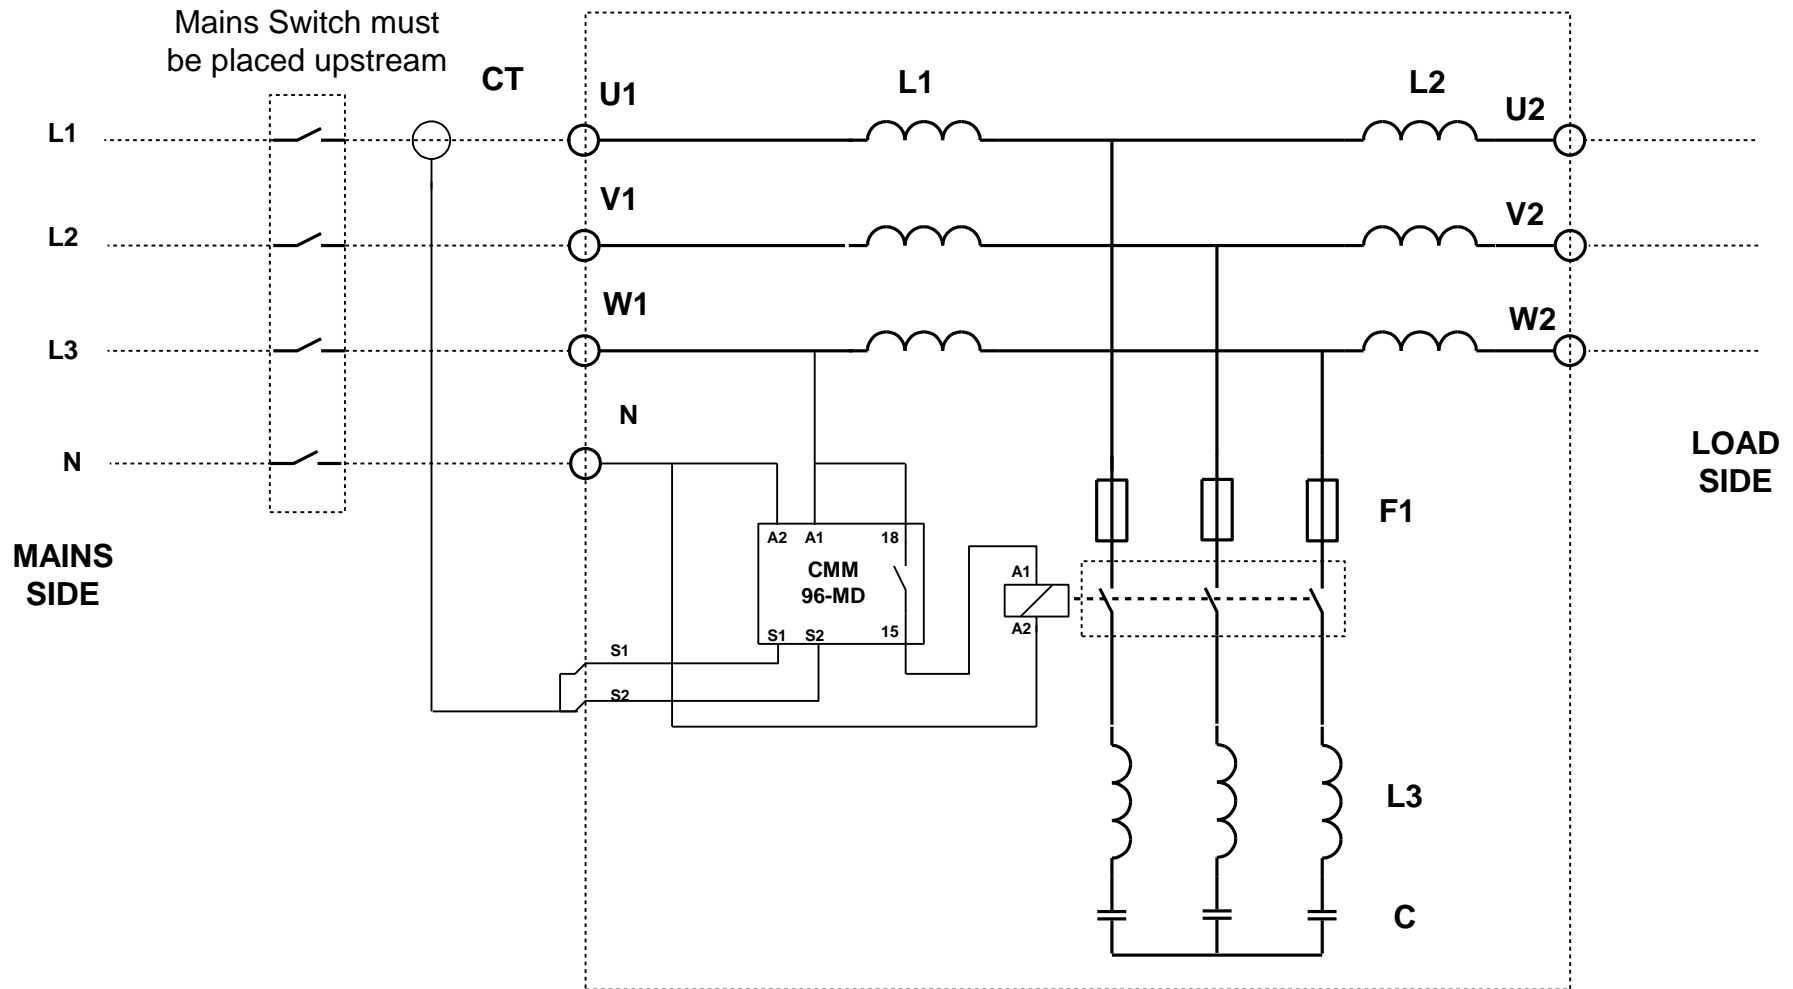 Mains Switch must
be placed upstream
CT
U1
L1
L2
U2
L1
V1
V2
L2
W1
W2
L3
N
N
LOAD
SIDE
MAINS
SIDE
A2 A1 18
CMM
96-MD
S1 S2 15
A1
A2
F1
S1
S2
L3
C